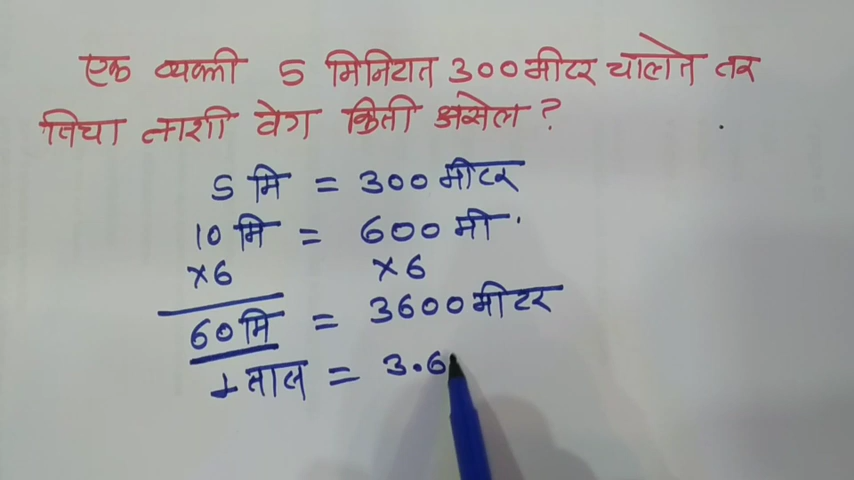 एक व्यक्ती 5 मिनिटात 300 मीटर चालते तर
तिचा ताशी वेग किती असेल ?
5 मि = 300 मीटर
10 मि = 600 मी
×6 ×6
60 मि = 3600 मीटर
1 तास = 3.6